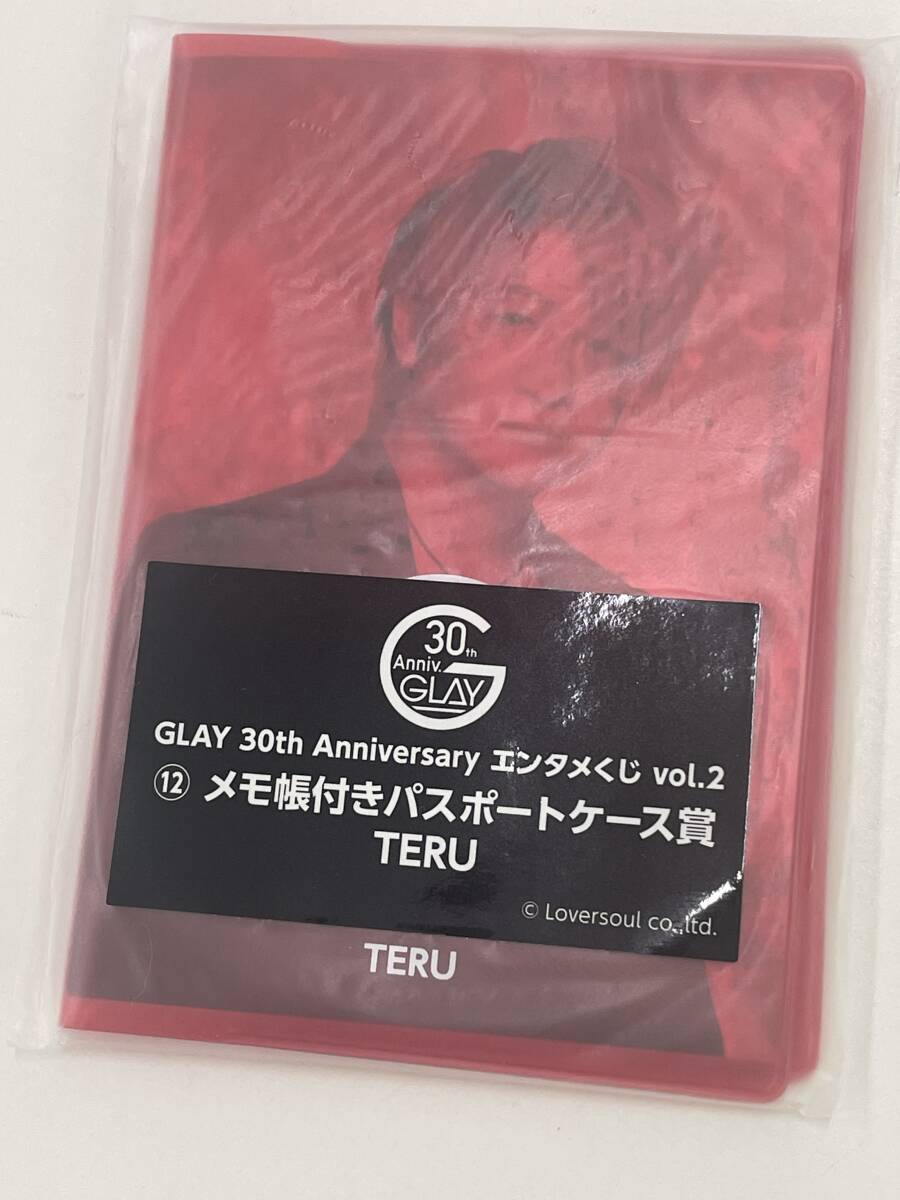 30th
Anniv.
GLAY
GLAY 30th Anniversary エンタメくじ vol.2
⑫ メモ帳付きパスポートケース賞
TERU
© Loversoul co.,ltd.
TERU